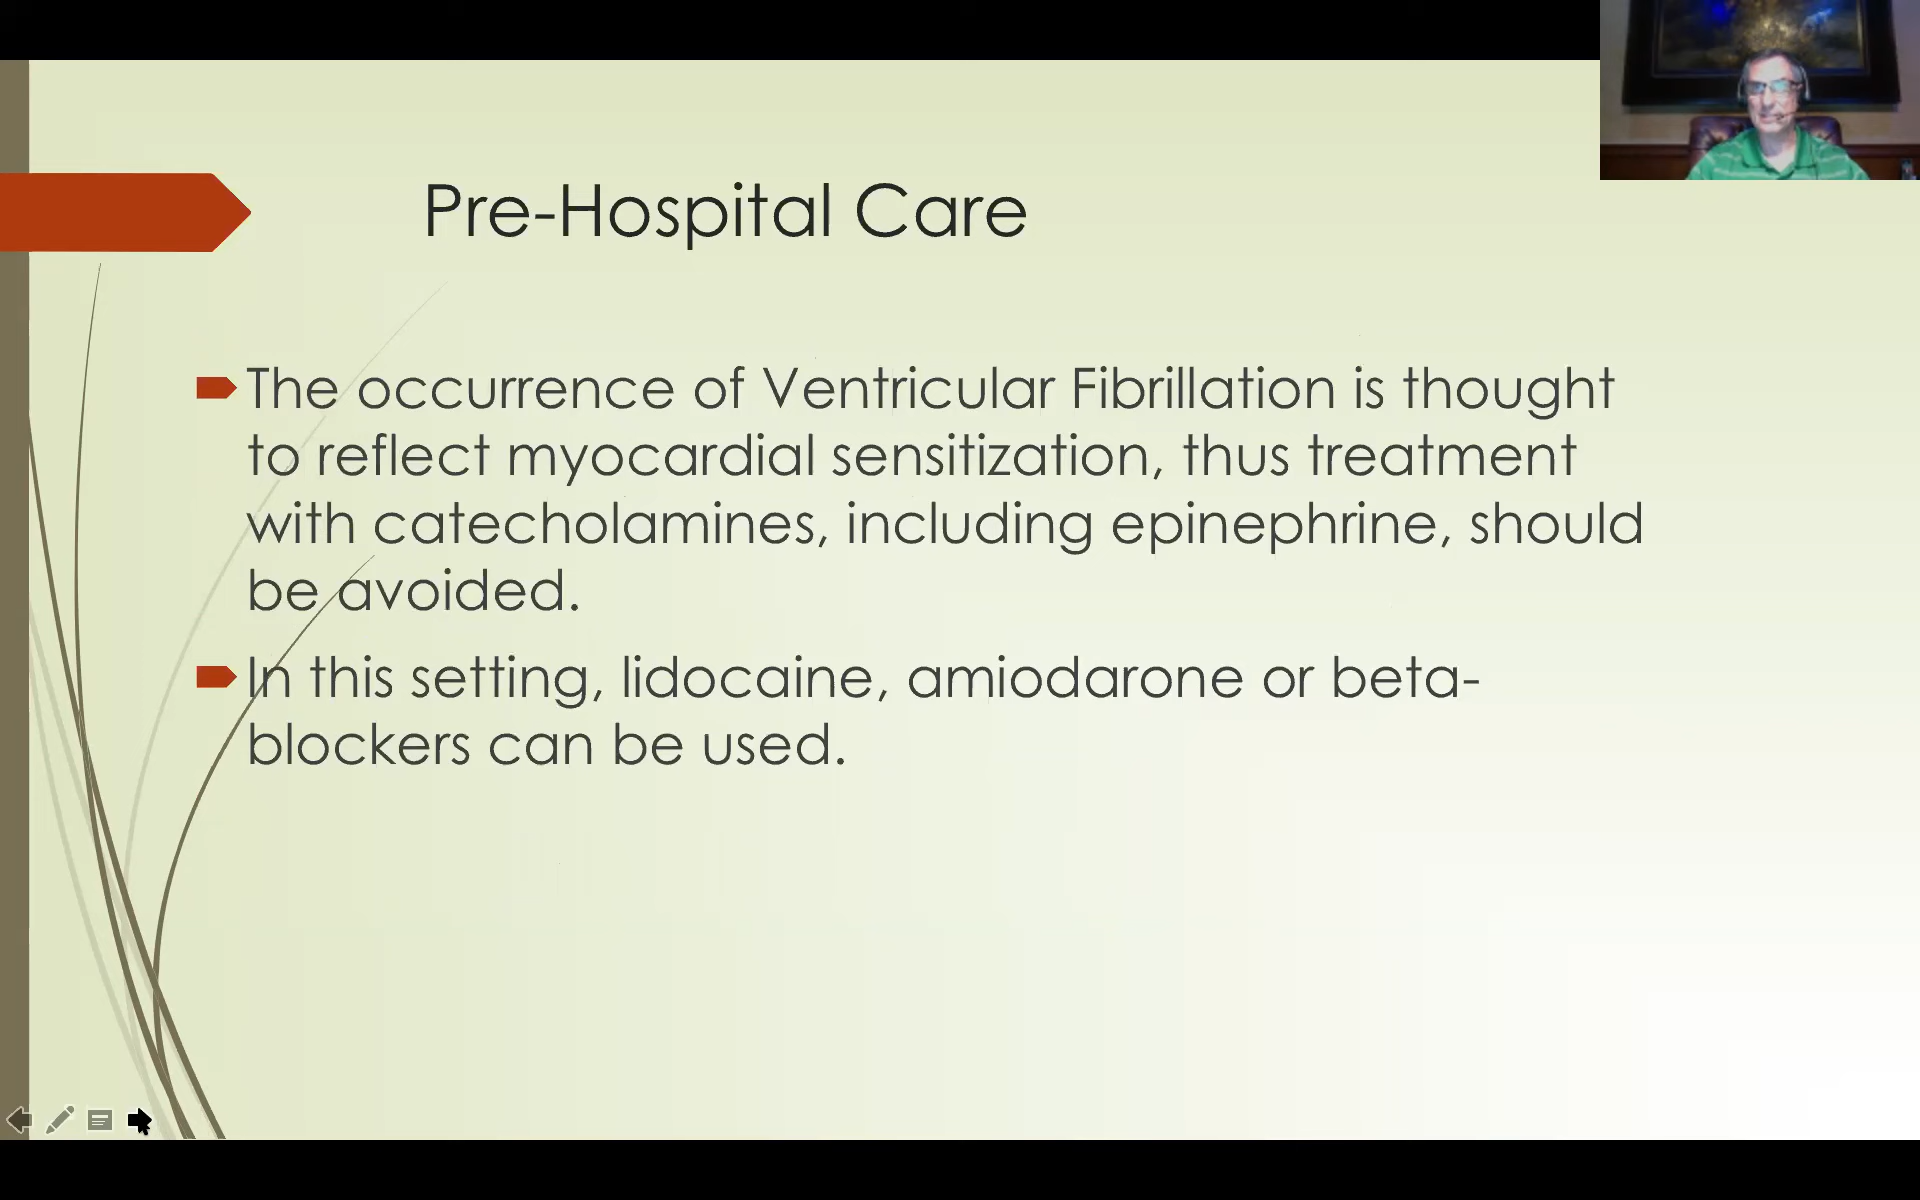 Pre-Hospital Care
The occurrence of Ventricular Fibrillation is thought
to reflect myocardial sensitization, thus treatment
with catecholamines, including epinephrine, should
be avoided.
In this setting, lidocaine, amiodarone or beta-
blockers can be used.